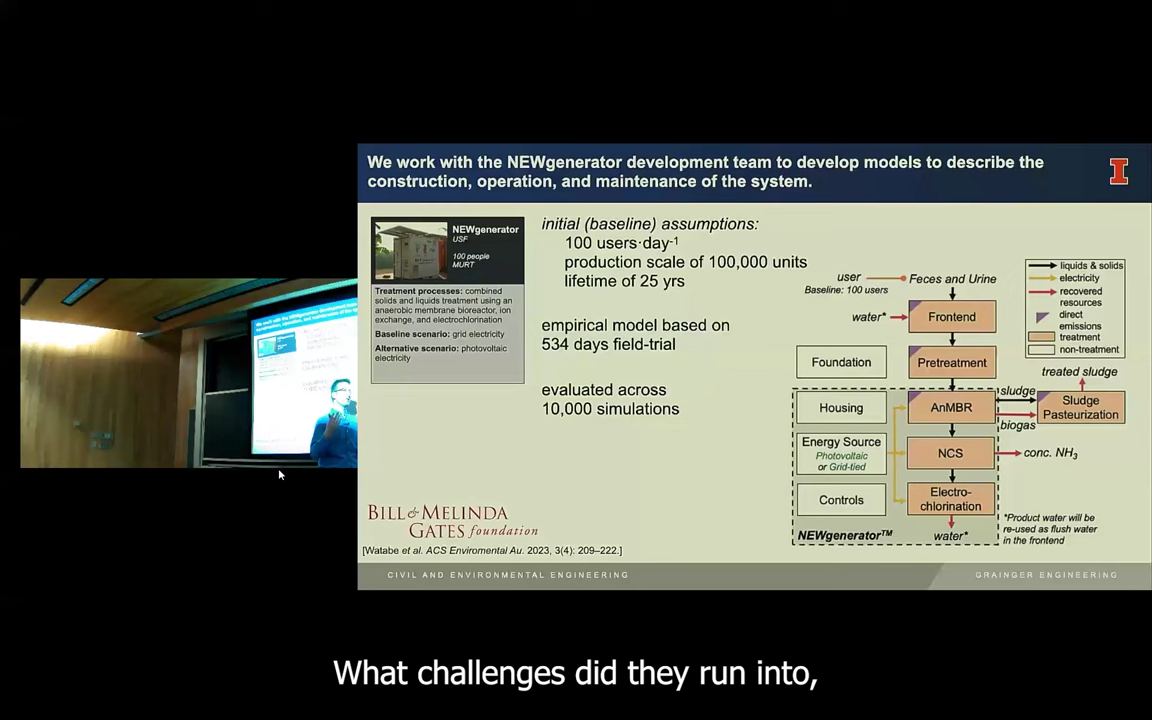 We work with the NEWgenerator development team to develop models to describe the
construction, operation, and maintenance of the system.
I
NEWgenerator
USF
100 people
MURT
Treatment processes: combined
solids and liquids treatment using an
anaerobic membrane bioreactor, ion
exchange, and electrochlorination
Baseline scenario: grid electricity
Alternative scenario: photovoltaic
electricity
initial (baseline) assumptions:
100 users·day-1
production scale of 100,000 units
lifetime of 25 yrs
empirical model based on
534 days field-trial
evaluated across
10,000 simulations
user
Baseline: 100 users
Feces and Urine
water*
Frontend
Foundation
Pretreatment
Housing
AnMBR
sludge
biogas
Sludge
Pasteurization
treated sludge
Energy Source
Photovoltaic
or Grid-tied
NCS
conc. NH3
Controls
Electro-
chlorination
NEWgenerator™
water*
*Product water will be
re-used as flush water
in the frontend
liquids & solids
electricity
recovered
resources
direct
emissions
treatment
non-treatment
BILL & MELINDA
GATES foundation
[Watabe et al. ACS Enviromental Au. 2023, 3(4): 209–222.]
CIVIL AND ENVIRONMENTAL ENGINEERING
GRAINGER ENGINEERING
What challenges did they run into,